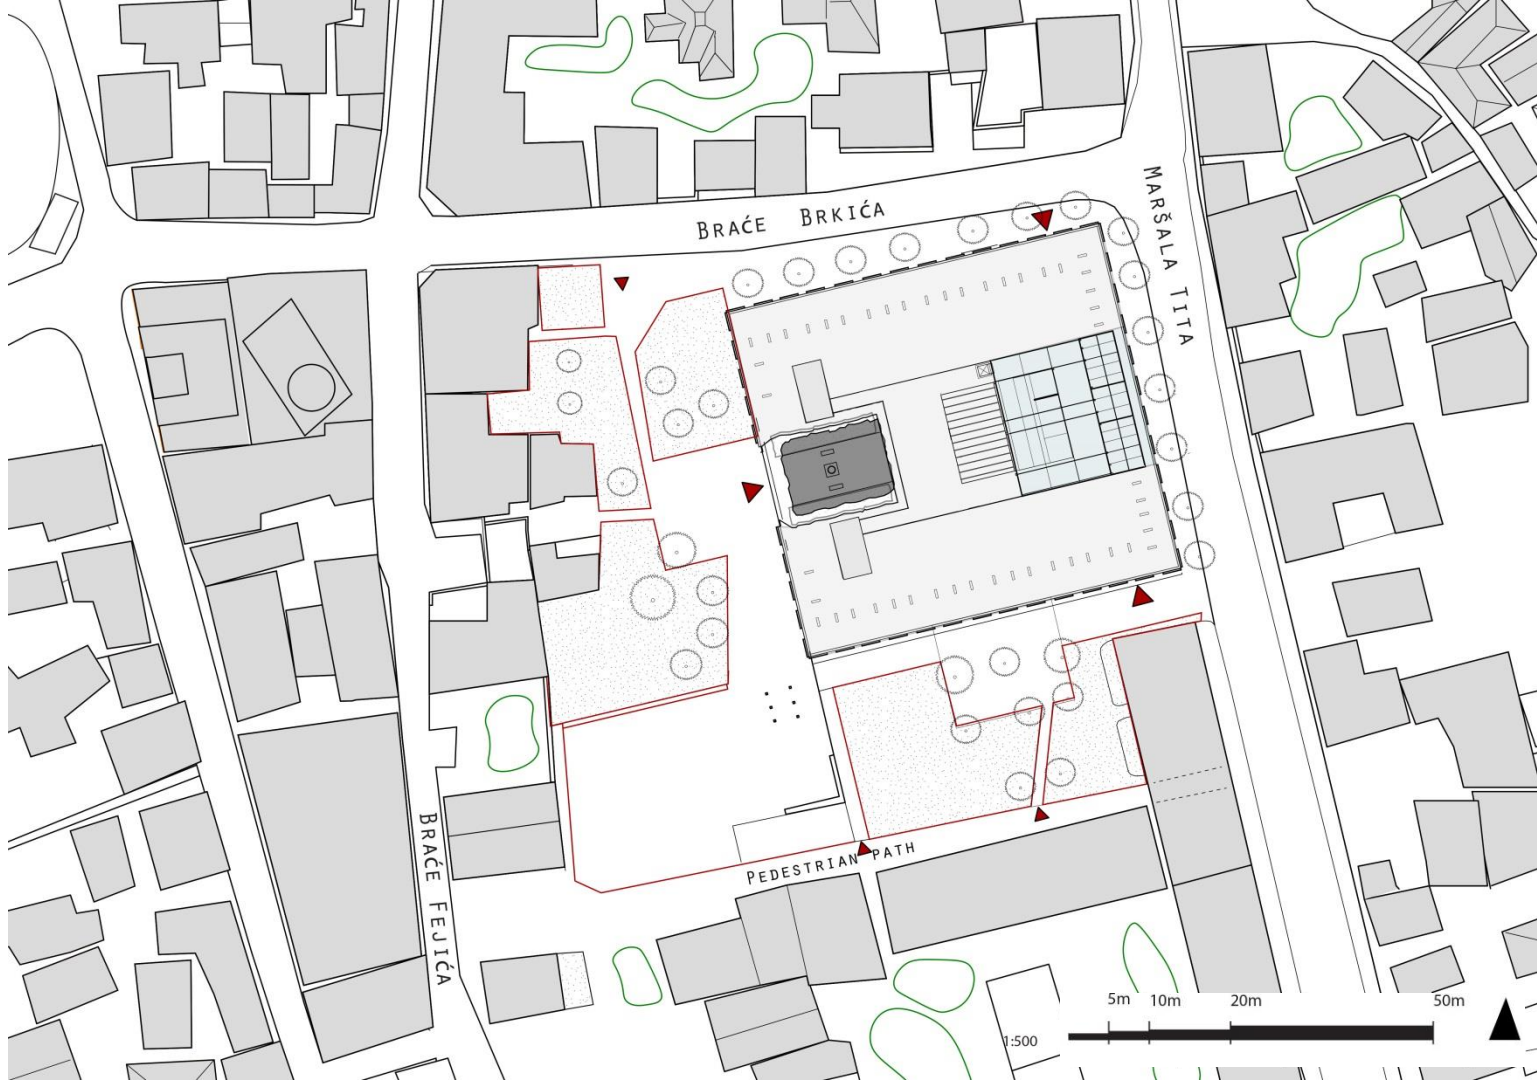 BRAĆE BRKIĆA
MARŠALA TITA
BRAĆE FEJIĆA
PEDESTRIAN PATH
5m 10m 20m 50m
1:500